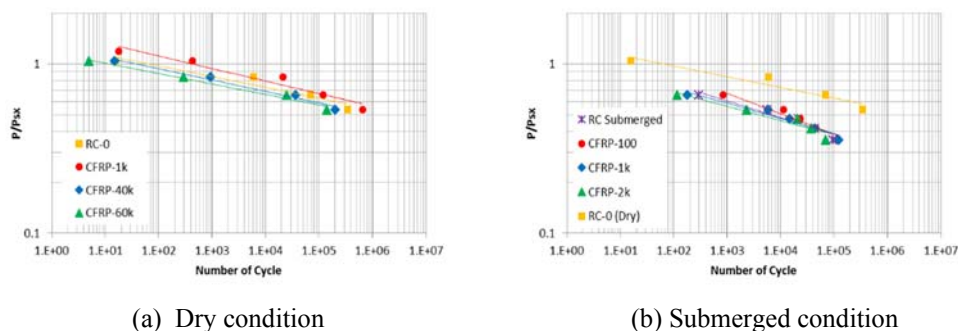 P/Psx
1
0.1
RC-0
CFRP-1k
CFRP-40k
CFRP-60k
1.E+00 1.E+01 1.E+02 1.E+03 1.E+04 1.E+05 1.E+06 1.E+07
Number of Cycle
(a) Dry condition
P/Psx
1
0.1
RC Submerged
CFRP-100
CFRP-1k
CFRP-2k
RC-0 (Dry)
1.E+00 1.E+01 1.E+02 1.E+03 1.E+04 1.E+05 1.E+06 1.E+07
Number of Cycle
(b) Submerged condition